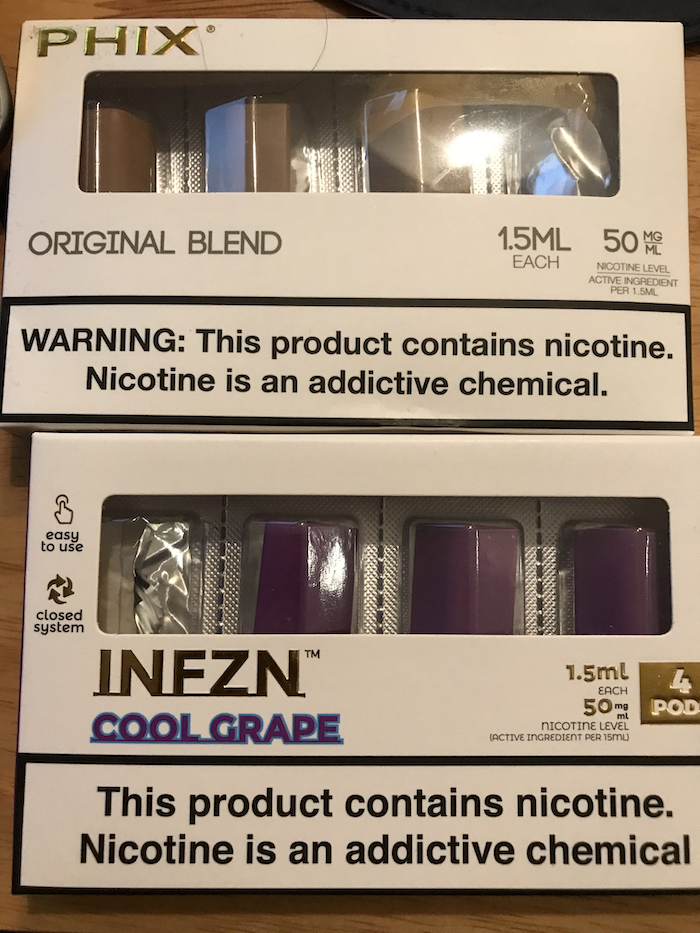 PHIX®
ORIGINAL BLEND
1.5ML
EACH
50 MG
ML
NICOTINE LEVEL
ACTIVE INGREDIENT
PER 1.5ML
WARNING: This product contains nicotine.
Nicotine is an addictive chemical.
easy
to use
closed
system
INFZN™
COOL GRAPE
1.5ml
EACH
50 mg
ml
NICOTINE LEVEL
(ACTIVE INGREDIENT PER 15ML)
4
POD
This product contains nicotine.
Nicotine is an addictive chemical